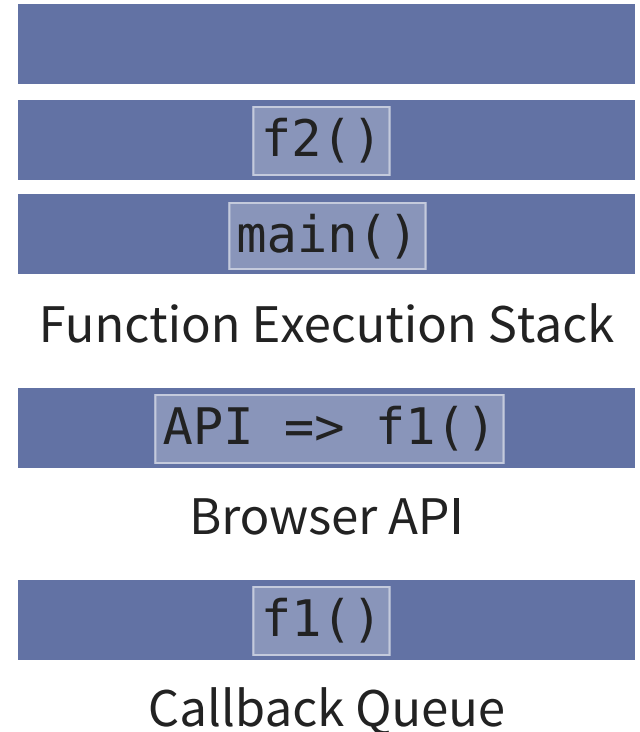 f2()
main()
Function Execution Stack
API => f1()
Browser API
f1()
Callback Queue